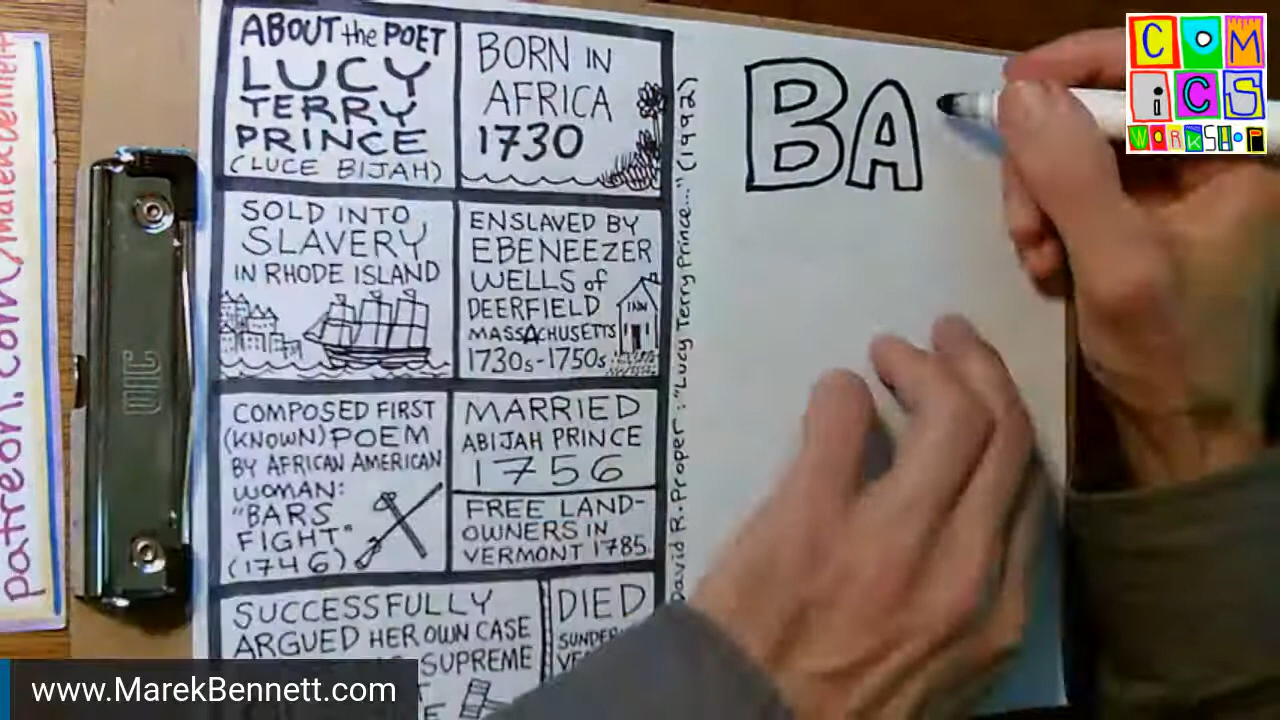 ABOUT the POET
LUCY
TERRY
PRINCE
(LUCE BIJAH)
BORN IN
AFRICA
1730
SOLD INTO
SLAVERY
IN RHODE ISLAND
ENSLAVED BY
EBENEEZER
WELLS of
DEERFIELD
MASSACHUSETTS
1730s-1750s
INN
COMPOSED FIRST
(KNOWN) POEM
BY AFRICAN AMERICAN
WOMAN:
"BARS
FIGHT"
(1746)
MARRIED
ABIJAH PRINCE
1756
FREE LAND-
OWNERS IN
VERMONT 1785
SUCCESSFULLY
ARGUED HER OWN CASE
SUPREME
DIED
David R. Proper: "Lucy Terry Prince..." (1992)
BA
patreon.com/marekbennett
UIC
COMICS
WORKSHOP
www.MarekBennett.com